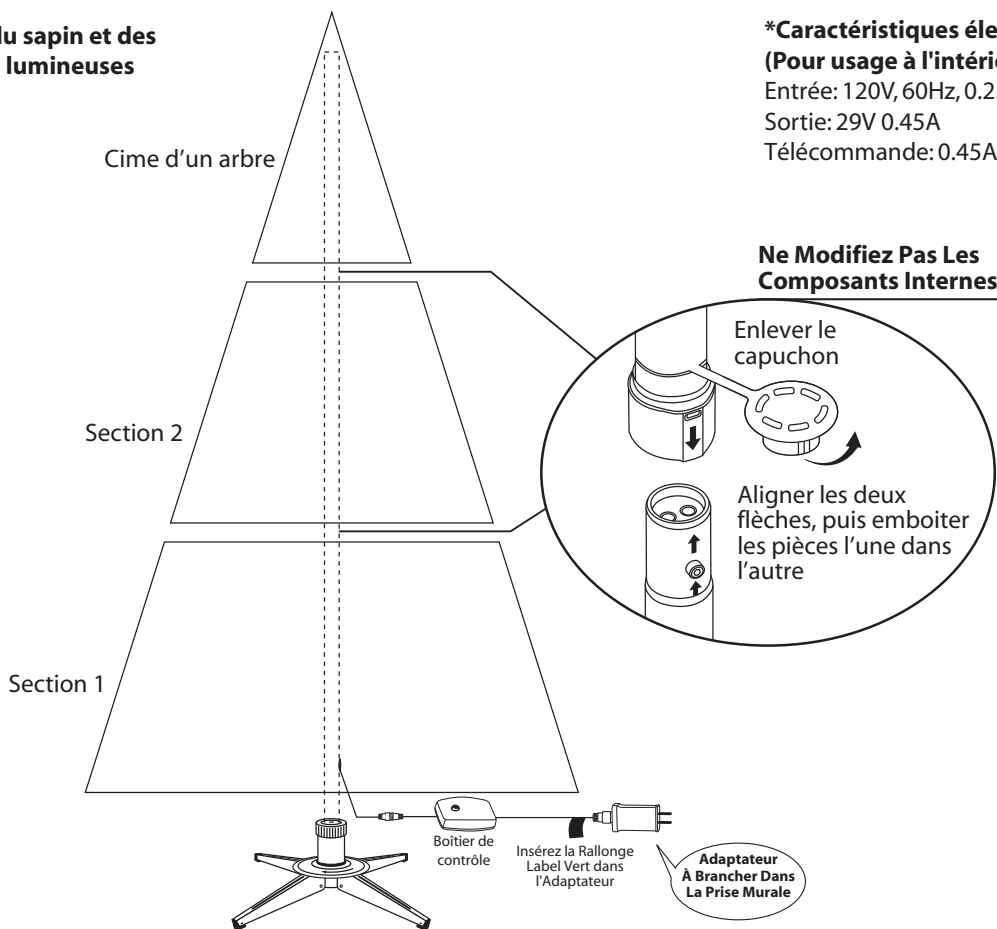 du sapin et des
lumineuses
*Caractéristiques éle
(Pour usage à l'intérie
Entrée: 120V, 60Hz, 0.2
Sortie: 29V 0.45A
Télécommande: 0.45A
Cime d'un arbre
Ne Modifiez Pas Les
Composants Internes
Enlever le
capuchon
Section 2
Aligner les deux
flèches, puis emboiter
les pièces l'une dans
l'autre
Section 1
Boîtier de
contrôle
Insérez la Rallonge
Label Vert dans
l'Adaptateur
Adaptateur
À Brancher Dans
La Prise Murale